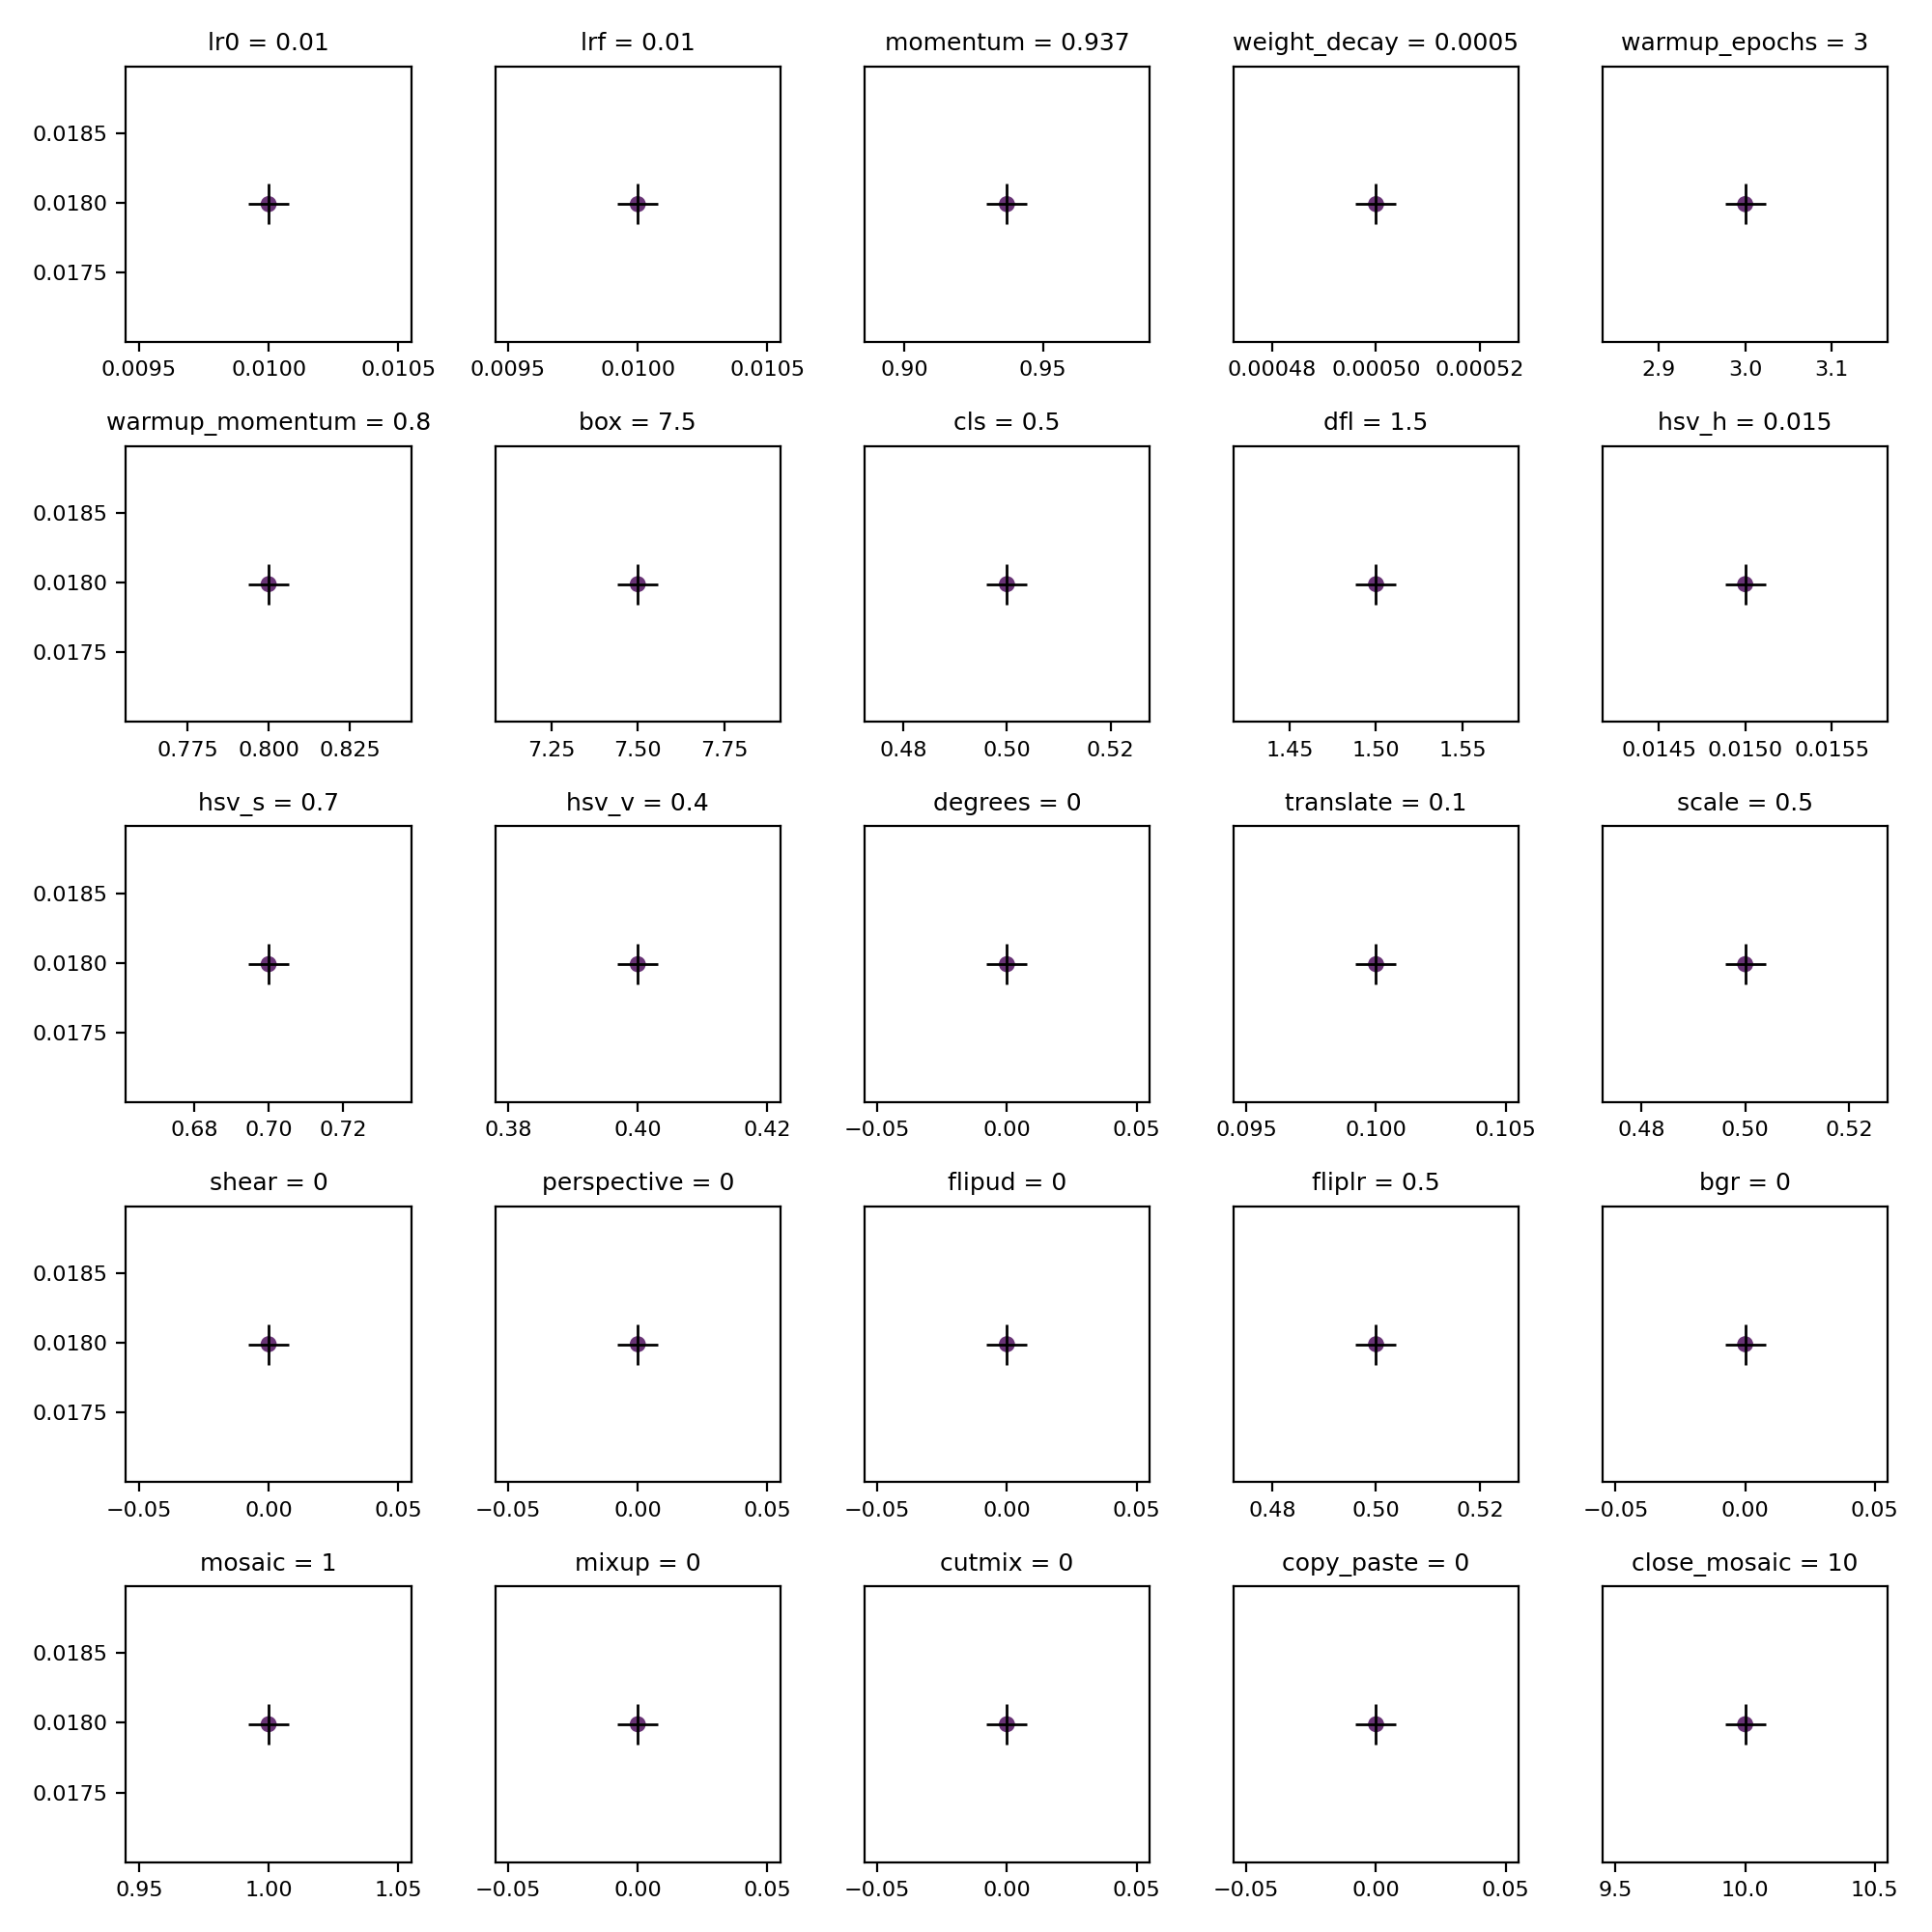 lr0 = 0.01
lrf = 0.01
momentum = 0.937
weight_decay = 0.0005
warmup_epochs = 3
0.0185
0.0180
0.0175
0.0095 0.0100 0.0105
0.0095 0.0100 0.0105
0.90 0.95
0.00048 0.00050 0.00052
2.9 3.0 3.1
warmup_momentum = 0.8
box = 7.5
cls = 0.5
dfl = 1.5
hsv_h = 0.015
0.0185
0.0180
0.0175
0.775 0.800 0.825
7.25 7.50 7.75
0.48 0.50 0.52
1.45 1.50 1.55
0.0145 0.0150 0.0155
hsv_s = 0.7
hsv_v = 0.4
degrees = 0
translate = 0.1
scale = 0.5
0.0185
0.0180
0.0175
0.68 0.70 0.72
0.38 0.40 0.42
−0.05 0.00 0.05
0.095 0.100 0.105
0.48 0.50 0.52
shear = 0
perspective = 0
flipud = 0
fliplr = 0.5
bgr = 0
0.0185
0.0180
0.0175
−0.05 0.00 0.05
−0.05 0.00 0.05
−0.05 0.00 0.05
0.48 0.50 0.52
−0.05 0.00 0.05
mosaic = 1
mixup = 0
cutmix = 0
copy_paste = 0
close_mosaic = 10
0.0185
0.0180
0.0175
0.95 1.00 1.05
−0.05 0.00 0.05
−0.05 0.00 0.05
−0.05 0.00 0.05
9.5 10.0 10.5